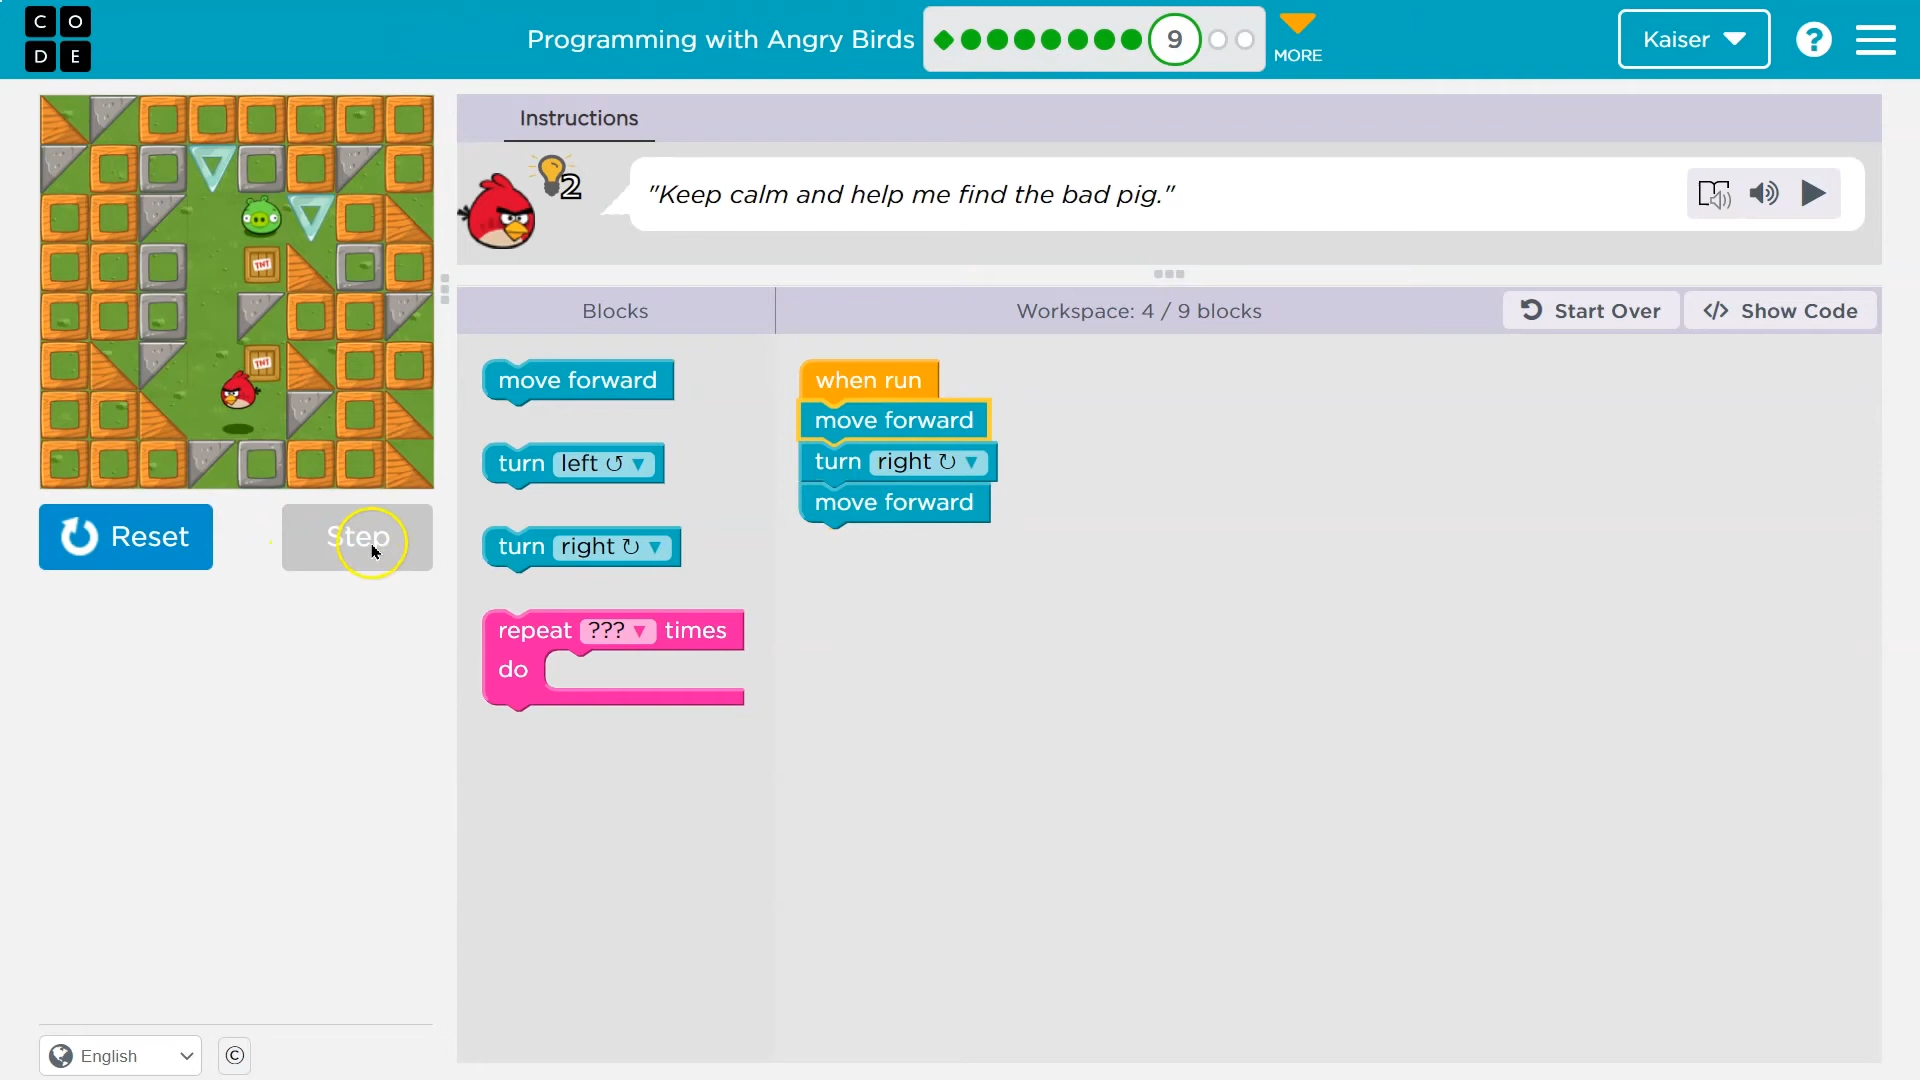 C O
D E
Programming with Angry Birds
9
MORE
Kaiser
?
Instructions
2
"Keep calm and help me find the bad pig."
TNT
TNT
Reset
Step
Blocks
Workspace: 4 / 9 blocks
Start Over
</> Show Code
move forward
turn left ↺ ▼
turn right ↻ ▼
repeat ??? ▼ times
do
when run
move forward
turn right ↻ ▼
move forward
English
©